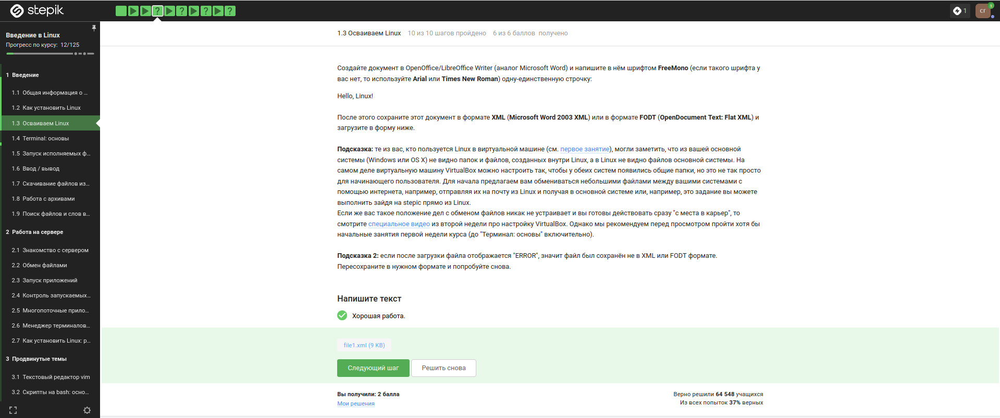 stepik
? ? ? ?
1
СГ
1
Введение в Linux
Прогресс по курсу: 12/125
1 Введение
1.1 Общая информация о ...
1.2 Как установить Linux
1.3 Осваиваем Linux
1.4 Terminal: основы
1.5 Запуск исполняемых ф...
1.6 Ввод / вывод
1.7 Скачивание файлов из...
1.8 Работа с архивами
1.9 Поиск файлов и слов в...
2 Работа на сервере
2.1 Знакомство с сервером
2.2 Обмен файлами
2.3 Запуск приложений
2.4 Контроль запускаемых...
2.5 Многопоточные прило...
2.6 Менеджер терминалов...
2.7 Как установить Linux: р...
3 Продвинутые темы
3.1 Текстовый редактор vim
3.2 Скрипты на bash: осно...
1.3 Осваиваем Linux 10 из 10 шагов пройдено 6 из 6 баллов получено
Создайте документ в OpenOffice/LibreOffice Writer (аналог Microsoft Word) и напишите в нём шрифтом FreeMono (если такого шрифта у
вас нет, то используйте Arial или Times New Roman) одну-единственную строчку:
Hello, Linux!
После этого сохраните этот документ в формате XML (Microsoft Word 2003 XML) или в формате FODT (OpenDocument Text: Flat XML) и
загрузите в форму ниже.
Подсказка: те из вас, кто пользуется Linux в виртуальной машине (см. первое занятие), могли заметить, что из вашей основной
системы (Windows или OS X) не видно папок и файлов, созданных внутри Linux, а в Linux не видно файлов основной системы. На
самом деле виртуальную машину VirtualBox можно настроить так, чтобы у обеих систем появились общие папки, но это не так просто
для начинающего пользователя. Для начала предлагаем вам обмениваться небольшими файлами между вашими системами с
помощью интернета, например, отправляя их на почту из Linux и получая в основной системе или, например, это задание вы можете
выполнить зайдя на stepic прямо из Linux.
Если же вас такое положение дел с обменом файлов никак не устраивает и вы готовы действовать сразу "с места в карьер", то
смотрите специальное видео из второй недели про настройку VirtualBox. Однако мы рекомендуем перед просмотром пройти хотя бы
начальные занятия первой недели курса (до "Терминал: основы" включительно).
Подсказка 2: если после загрузки файла отображается "ERROR", значит файл был сохранён не в XML или FODT формате.
Пересохраните в нужном формате и попробуйте снова.
Напишите текст
Хорошая работа.
file1.xml (9 KB)
Следующий шаг Решить снова
Вы получили: 2 балла
Мои решения
Верно решили 64 548 учащихся
Из всех попыток 37% верных